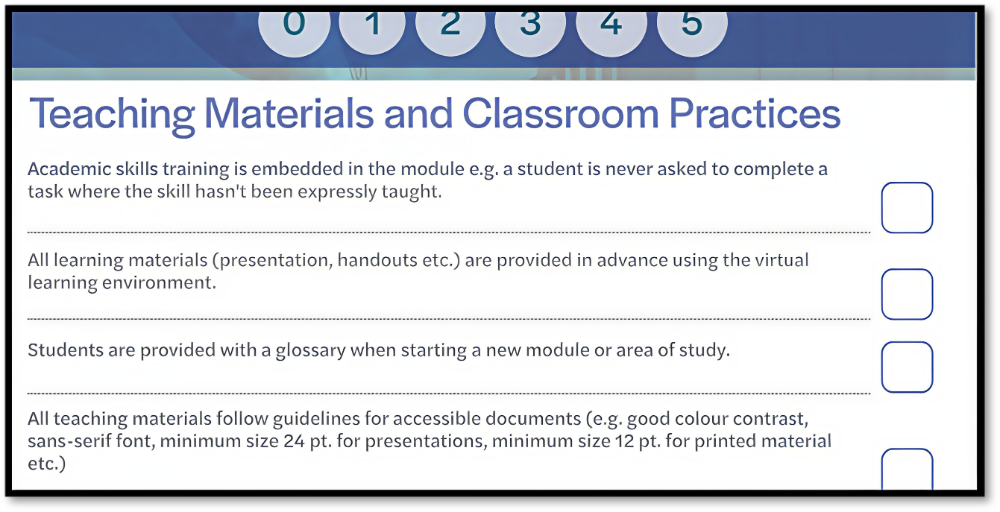 0 1 2 3 4 5
Teaching Materials and Classroom Practices
Academic skills training is embedded in the module e.g. a student is never asked to complete a
task where the skill hasn't been expressly taught.
All learning materials (presentation, handouts etc.) are provided in advance using the virtual
learning environment.
Students are provided with a glossary when starting a new module or area of study.
All teaching materials follow guidelines for accessible documents (e.g. good colour contrast,
sans-serif font, minimum size 24 pt. for presentations, minimum size 12 pt. for printed material
etc.)